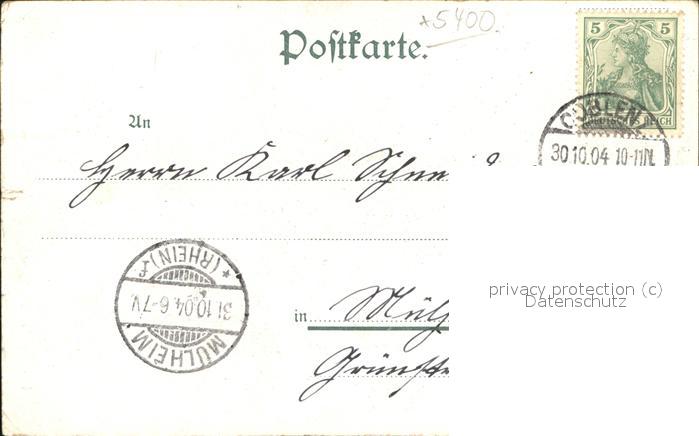 *5400.
Postkarte.
5 5
DEUTSCHES REICH
COBLENZ
30.10.04 10-11N.
An
Herrn Karl
* (RHEIN) f
31.10.04 6-7V.
MÜLHEIM
in
privacy protection (c)
Datenschutz